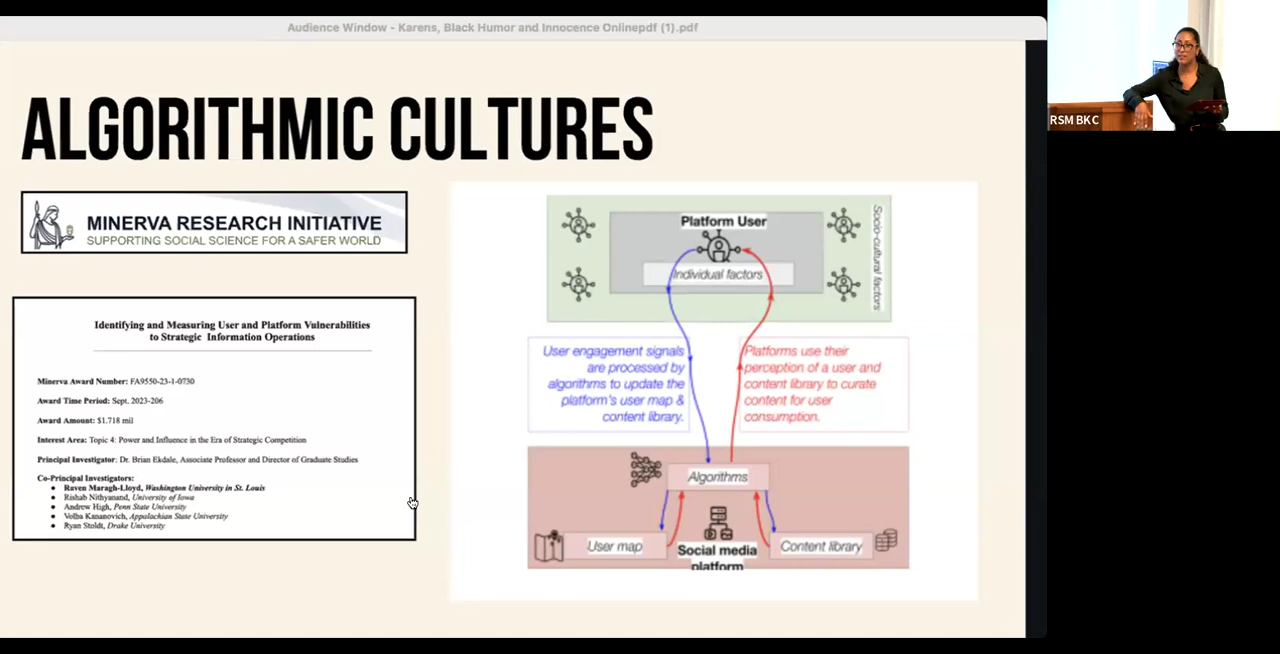 Audience Window - Karens, Black Humor and Innocence Onlinepdf (1).pdf
RSM BKC
ALGORITHMIC CULTURES
MINERVA RESEARCH INITIATIVE
SUPPORTING SOCIAL SCIENCE FOR A SAFER WORLD
Identifying and Measuring User and Platform Vulnerabilities
to Strategic Information Operations
Minerva Award Number: FA9550-23-1-0730
Award Time Period: Sept. 2023-206
Award Amount: $1.718 mil
Interest Area: Topic 4: Power and Influence in the Era of Strategic Competition
Principal Investigator: Dr. Brian Ekdale, Associate Professor and Director of Graduate Studies
Co-Principal Investigators:
• Raven Maragh-Lloyd, Washington University in St. Louis
• Rishab Nithyanand, University of Iowa
• Andrew High, Penn State University
• Volha Kananovich, Appalachian State University
• Ryan Stoldt, Drake University
Platform User
Individual factors
Socio-cultural factors
User engagement signals
are processed by
algorithms to update the
platform's user map &
content library.
Platforms use their
perception of a user and
content library to curate
content for user
consumption.
Algorithms
User map
Social media
platform
Content library